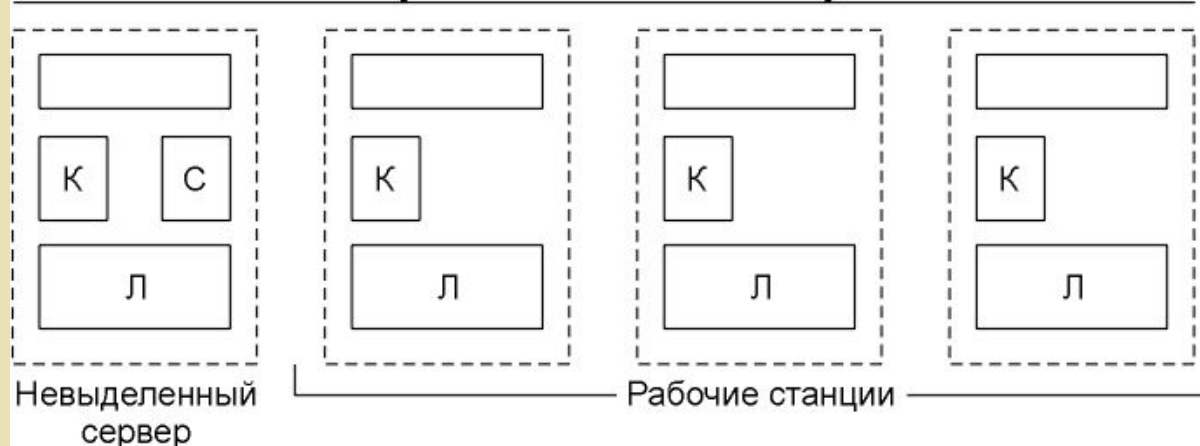 К С К К К
Л Л Л Л
Невыделенный
сервер
Рабочие станции